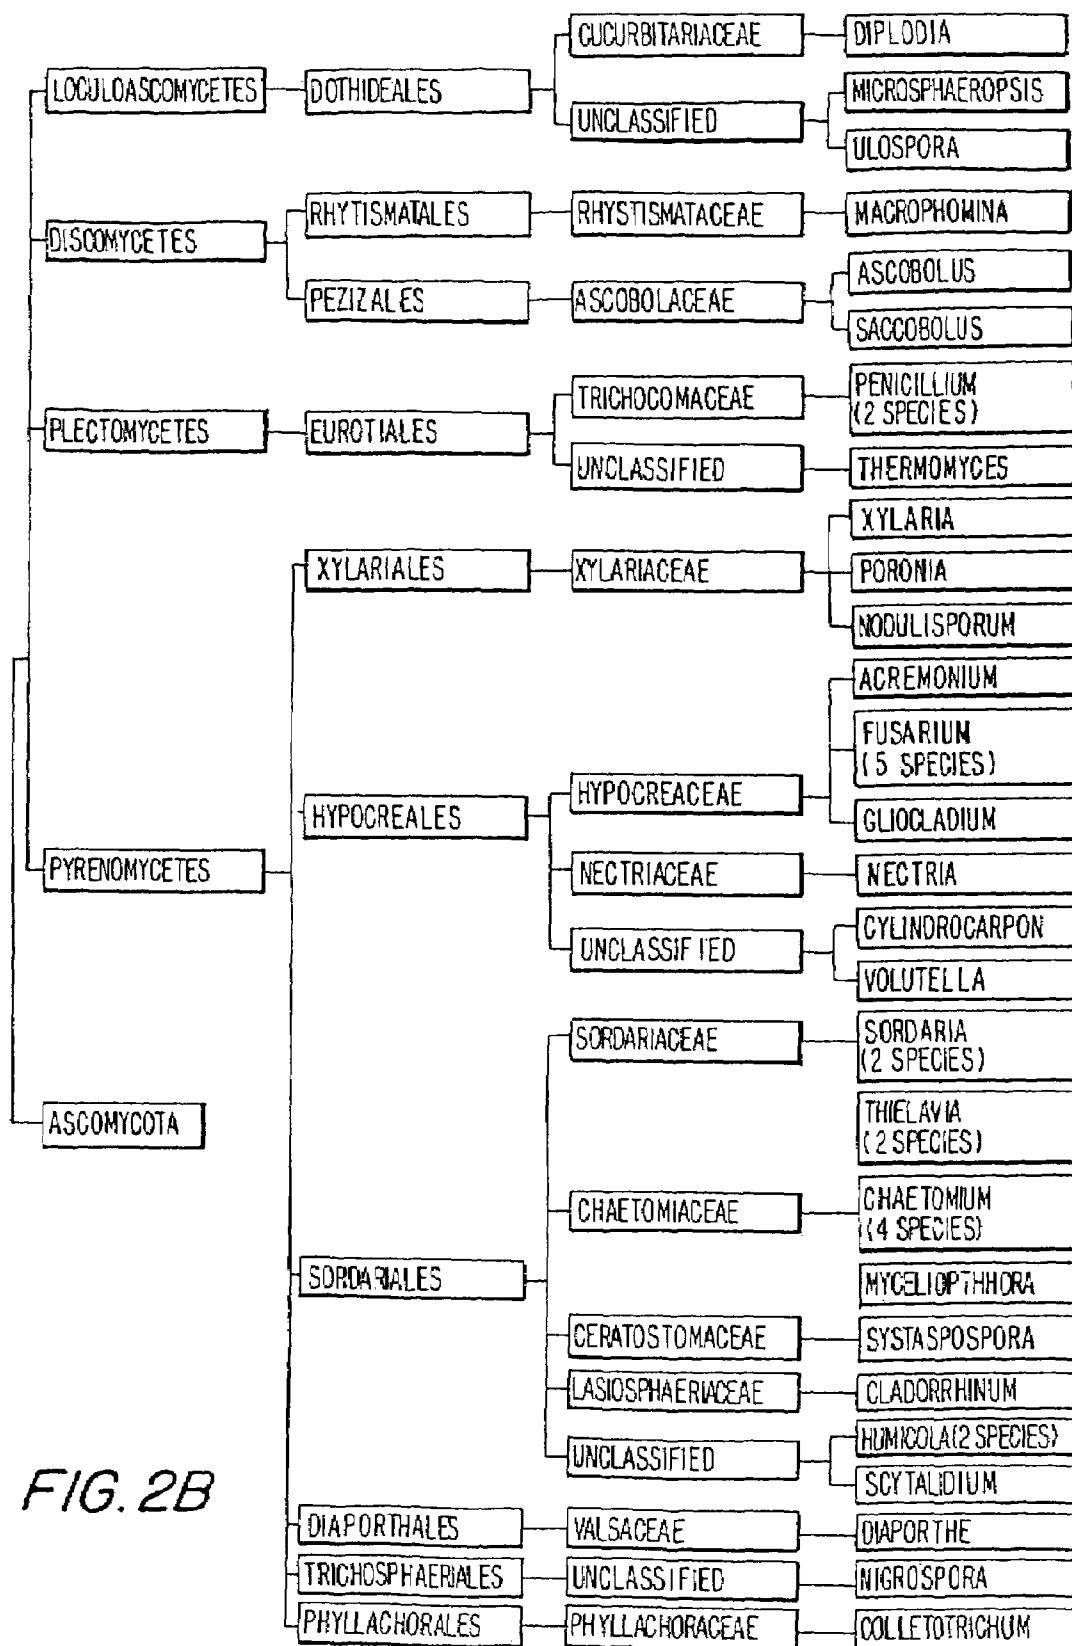 CUCURBITARIACEAE
DIPLODIA
LOCULOASCOMYCETES
DOTHIDEALES
MICROSPHAEROPSIS
UNCLASSIFIED
ULOSPORA
RHYTISMATALES
RHYSTISMATACEAE
MACROPHOMINA
DISCOMYCETES
ASCOBOLUS
PEZIZALES
ASCOBOLACEAE
SACCOBOLUS
TRICHOCOMACEAE
PENICILLIUM
(2 SPECIES)
PLECTOMYCETES
EUROTIALES
UNCLASSIFIED
THERMOMYCES
XYLARIA
XYLARIALES
XYLARIACEAE
PORONIA
NODULISPORUM
ACREMONIUM
FUSARIUM
(5 SPECIES)
HYPOCREALES
HYPOCREACEAE
GLIOCLADIUM
PYRENOMYCETES
NECTRIACEAE
NECTRIA
CYLINDROCARPON
UNCLASSIFIED
VOLUTELLA
SORDARIACEAE
SORDARIA
(2 SPECIES)
ASCOMYCOTA
THIELAVIA
(2 SPECIES)
CHAETOMIACEAE
CHAETOMIUM
(4 SPECIES)
SORDARIALES
MYCELIOPTHHORA
CERATOSTOMACEAE
SYSTASPOSPORA
LASIOSPHAERIACEAE
CLADORRHINUM
HUMICOLA(2 SPECIES)
UNCLASSIFIED
SCYTALIDIUM
FIG. 2B
DIAPORTHALES
VALSACEAE
DIAPORTHE
TRICHOSPHAERIALES
UNCLASSIFIED
NIGROSPORA
PHYLLACHORALES
PHYLLACHORACEAE
COLLETOTRICHUM